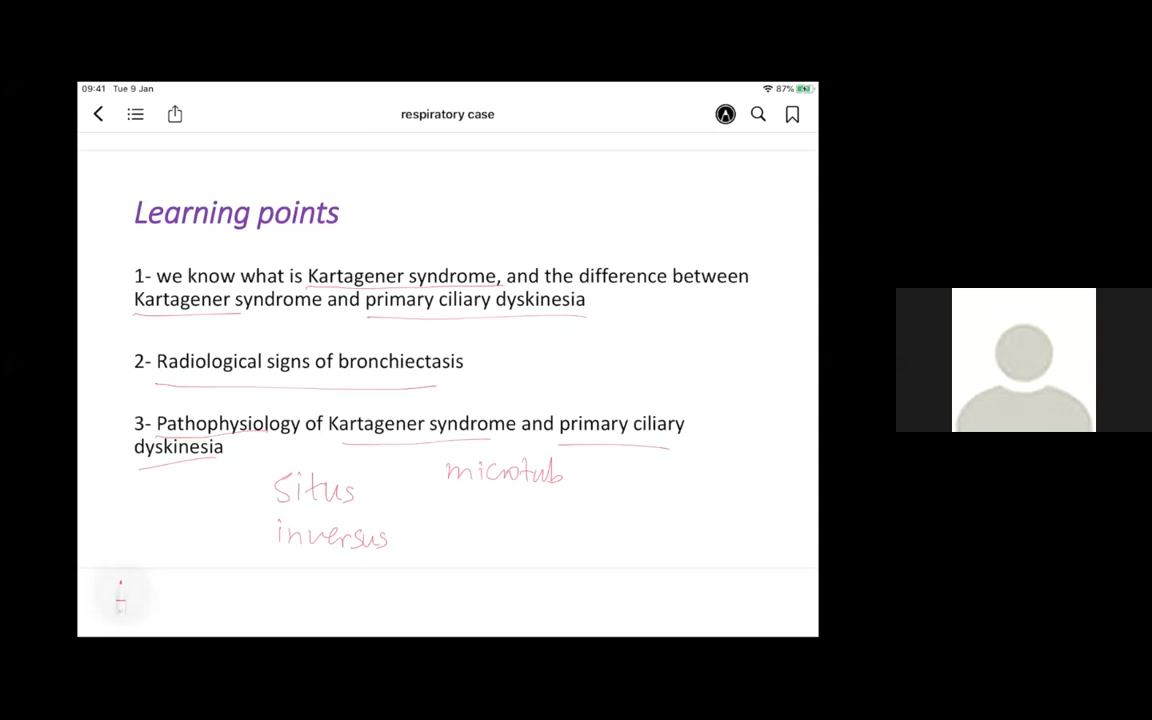 09:41 Tue 9 Jan
87%
respiratory case
Learning points
1- we know what is Kartagener syndrome, and the difference between
Kartagener syndrome and primary ciliary dyskinesia
2- Radiological signs of bronchiectasis
3- Pathophysiology of Kartagener syndrome and primary ciliary
dyskinesia
microtub
Situs
inversus